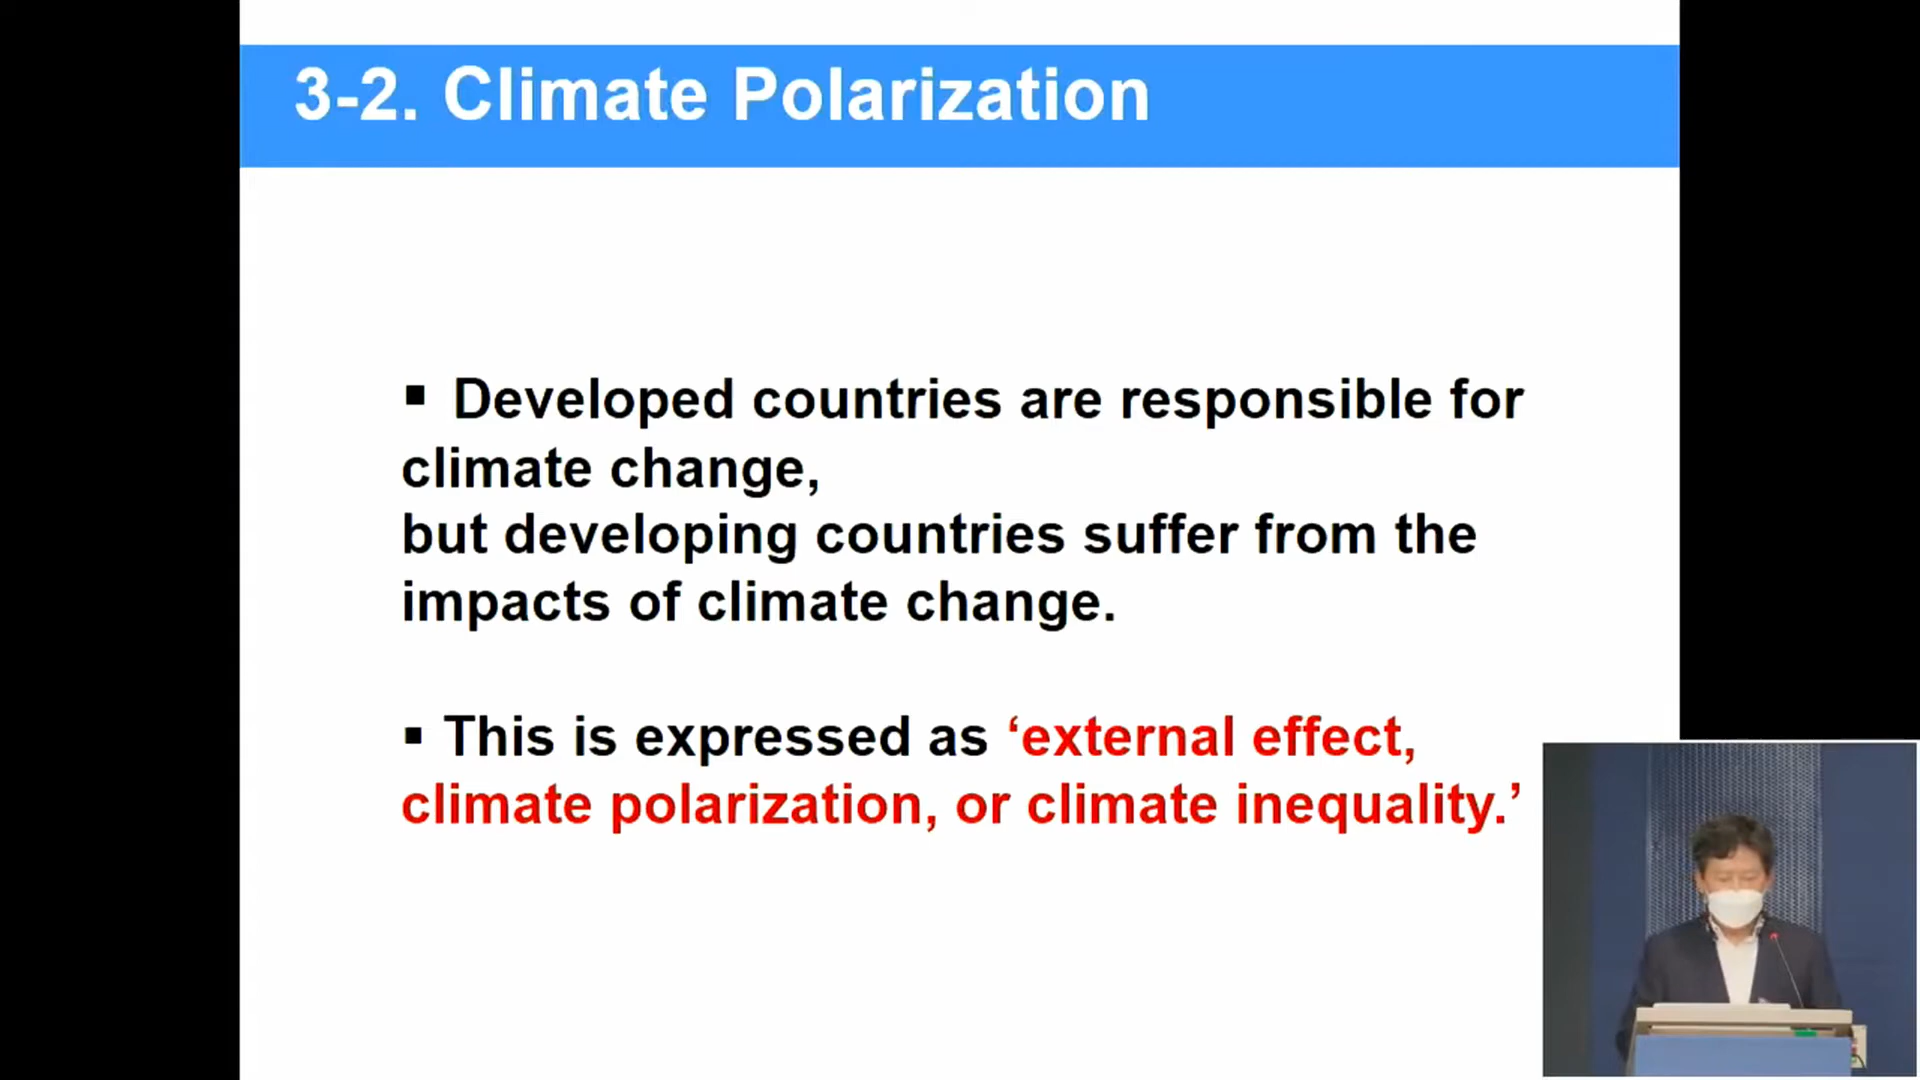 3-2. Climate Polarization
▪ Developed countries are responsible for
climate change,
but developing countries suffer from the
impacts of climate change.
▪ This is expressed as ‘external effect,
climate polarization, or climate inequality.’